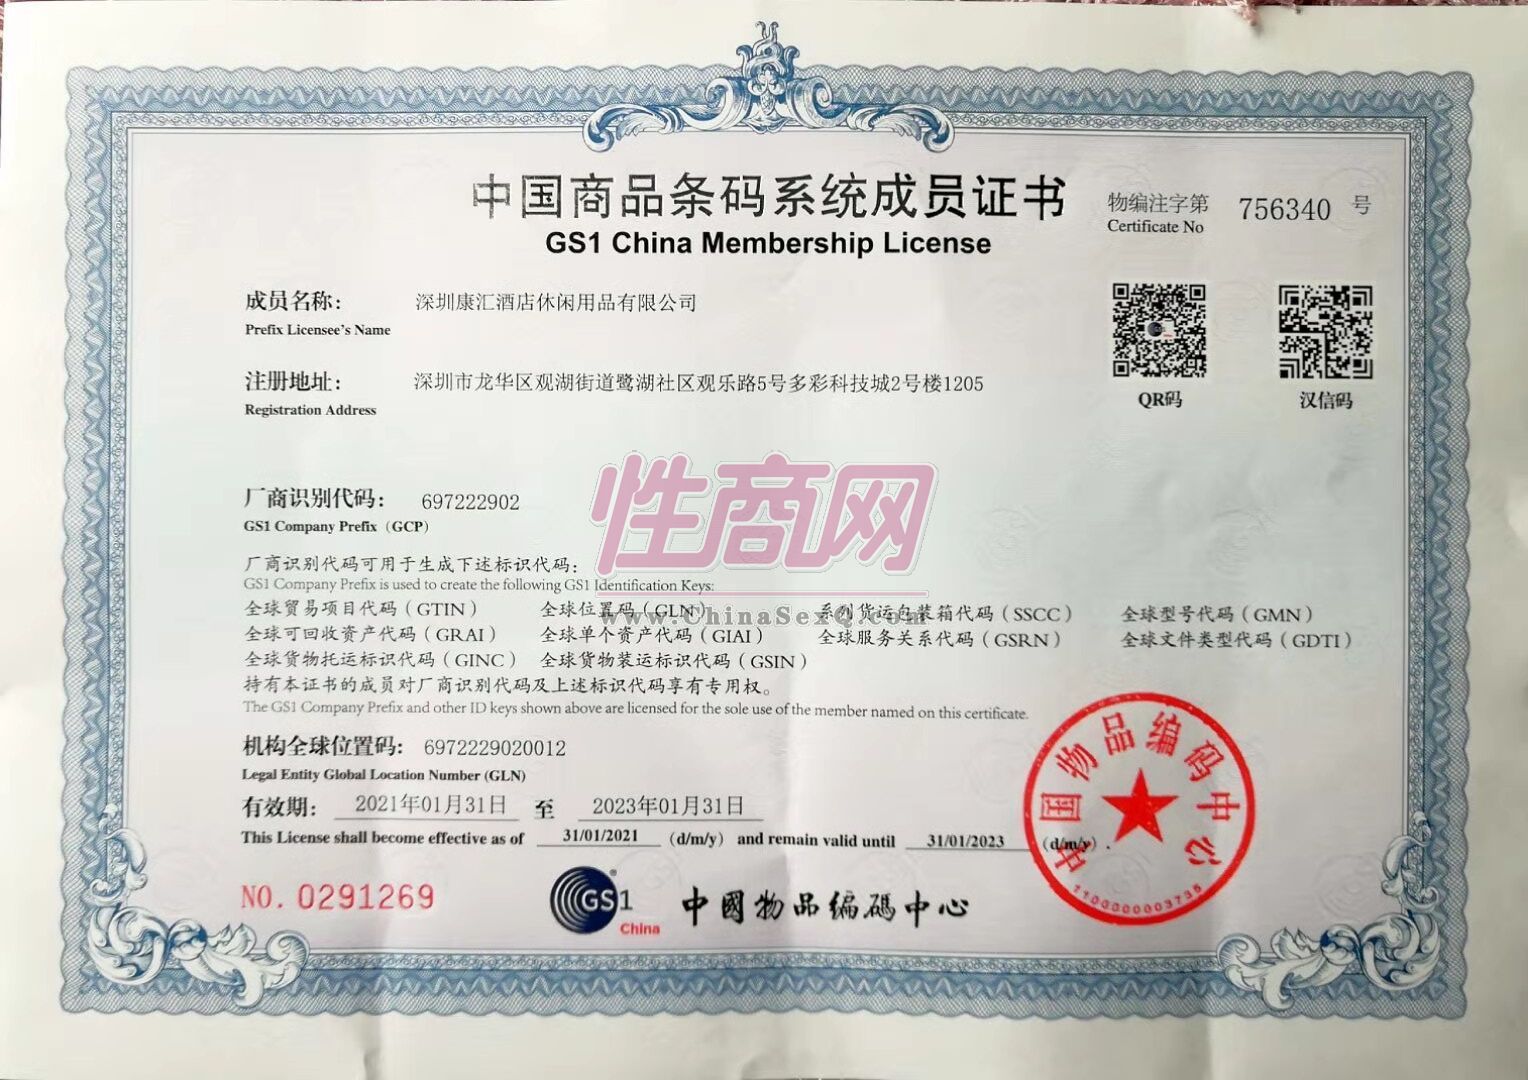 中国商品条码系统成员证书
GS1 China Membership License
物编注字第 756340 号
Certificate No
成员名称： 深圳康汇酒店休闲用品有限公司
Prefix Licensee's Name
注册地址： 深圳市龙华区观湖街道鹭湖社区观乐路5号多彩科技城2号楼1205
Registration Address
QR码
汉信码
厂商识别代码： 697222902
GS1 Company Prefix（GCP）
性商网
www.ChinaSexQ.com
厂商识别代码可用于生成下述标识代码：
GS1 Company Prefix is used to create the following GS1 Identification Keys:
全球贸易项目代码（GTIN） 全球位置码（GLN） 系列货运包装箱代码（SSCC） 全球型号代码（GMN）
全球可回收资产代码（GRAI） 全球单个资产代码（GIAI） 全球服务关系代码（GSRN） 全球文件类型代码（GDTI）
全球货物托运标识代码（GINC） 全球货物装运标识代码（GSIN）
持有本证书的成员对厂商识别代码及上述标识代码享有专用权。
The GS1 Company Prefix and other ID keys shown above are licensed for the sole use of the member named on this certificate.
机构全球位置码： 6972229020012
Legal Entity Global Location Number (GLN)
有效期： 2021年01月31日 至 2023年01月31日
This License shall become effective as of 31/01/2021 （d/m/y） and remain valid until 31/01/2023 （d/m/y）.
NO. 0291269
GS1 China
中國物品编碼中心
中国物品编码中心
1100000003735